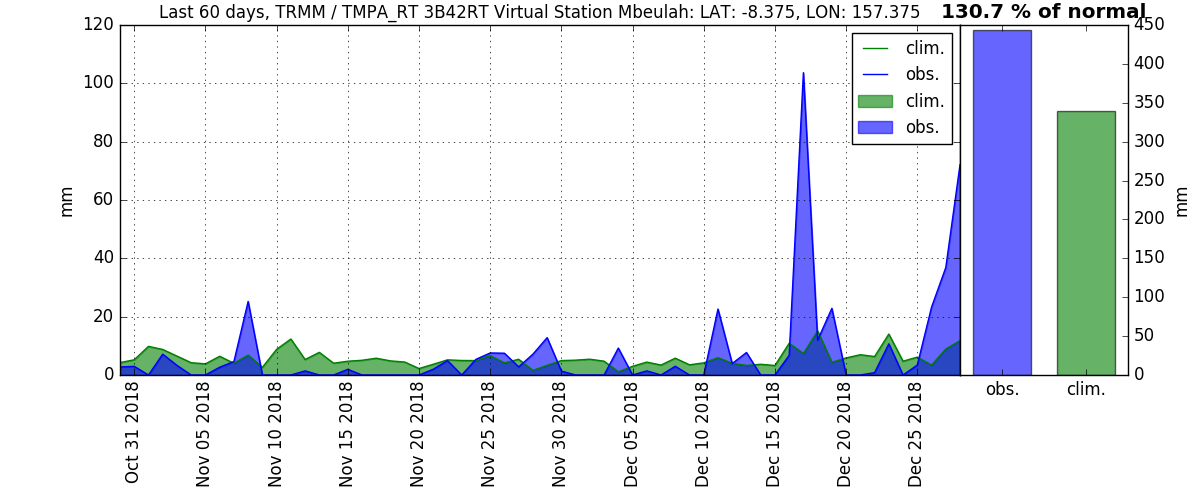 Last 60 days, TRMM / TMPA_RT 3B42RT Virtual Station Mbeulah: LAT: -8.375, LON: 157.375
130.7 % of normal
120
100
80
60
40
20
0
mm
clim.
obs.
clim.
obs.
450
400
350
300
250
200
150
100
50
0
mm
obs.
clim.
Oct 31 2018
Nov 05 2018
Nov 10 2018
Nov 15 2018
Nov 20 2018
Nov 25 2018
Nov 30 2018
Dec 05 2018
Dec 10 2018
Dec 15 2018
Dec 20 2018
Dec 25 2018